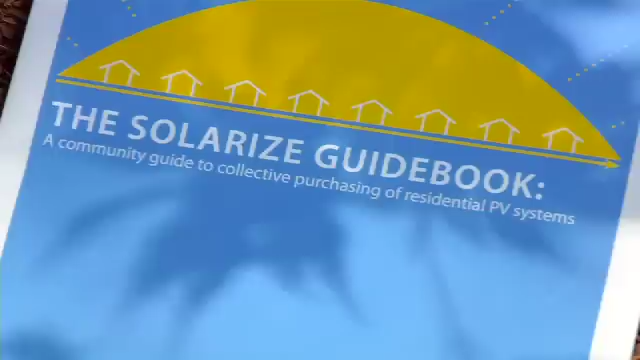 THE SOLARIZE GUIDEBOOK:
A community guide to collective purchasing of residential PV systems